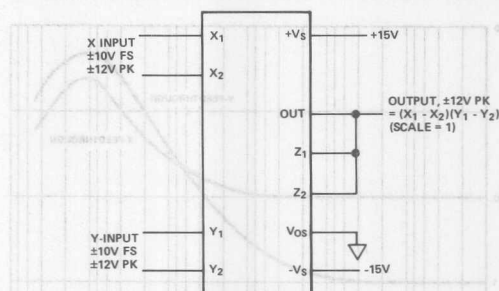 X INPUT
±10V FS
±12V PK
X1
X2
+VS
+15V
OUT
OUTPUT, ±12V PK
= (X1 - X2)(Y1 - Y2)
(SCALE = 1)
Z1
Z2
Y-INPUT
±10V FS
±12V PK
Y1
Y2
VOS
-VS
-15V